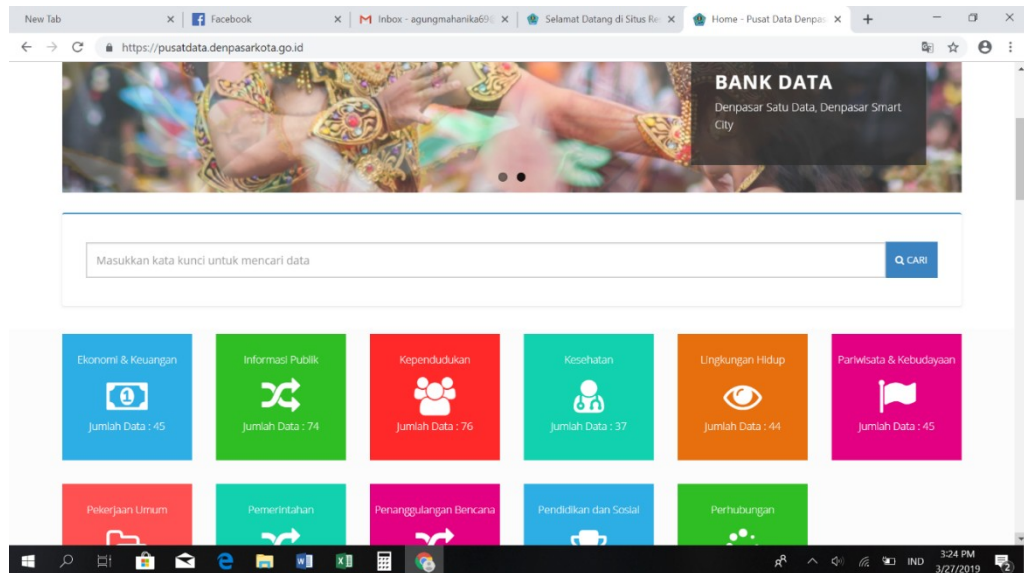 New Tab
Facebook
Inbox - agungmahanika69@
Selamat Datang di Situs Re
Home - Pusat Data Denpas
https://pusatdata.denpasarkota.go.id
BANK DATA
Denpasar Satu Data, Denpasar Smart
City
Masukkan kata kunci untuk mencari data
CARI
Ekonomi & Keuangan
Informasi Publik
Kependudukan
Kesehatan
Lingkungan Hidup
Pariwisata & Kebudayaan
1
Jumlah Data : 45
Jumlah Data : 74
Jumlah Data : 76
Jumlah Data : 37
Jumlah Data : 44
Jumlah Data : 45
Pekerjaan Umum
Pemerintahan
Penanggulangan Bencana
Pendidikan dan Sosial
Perhubungan
IND
3:24 PM
3/27/2019
2